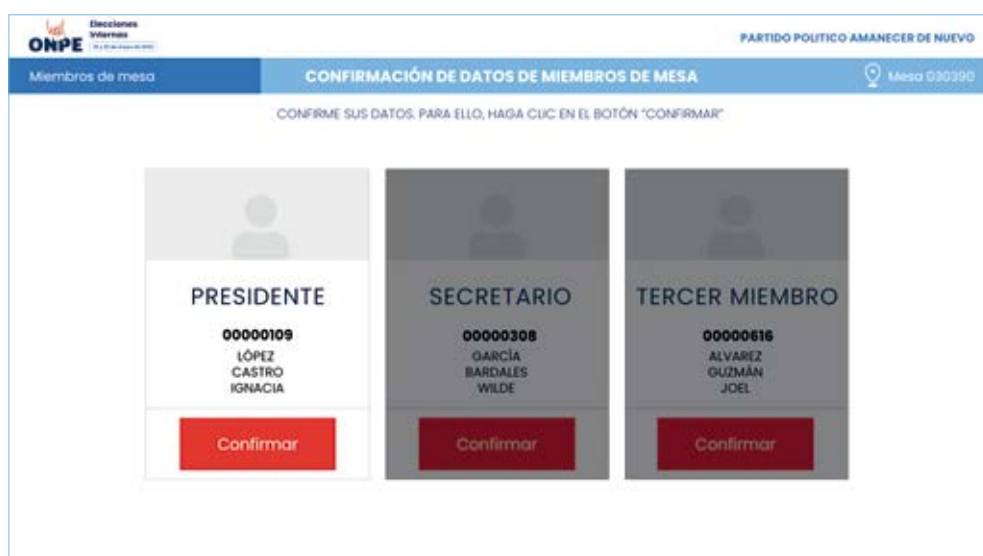 ONPE
Elecciones
Internas
PARTIDO POLITICO AMANECER DE NUEVO
Miembros de mesa
CONFIRMACIÓN DE DATOS DE MIEMBROS DE MESA
Mesa 030390
CONFIRME SUS DATOS. PARA ELLO, HAGA CLIC EN EL BOTÓN "CONFIRMAR"
PRESIDENTE
00000109
LÓPEZ
CASTRO
IGNACIA
Confirmar
SECRETARIO
00000308
GARCÍA
BARDALES
WILDE
Confirmar
TERCER MIEMBRO
00000616
ALVAREZ
GUZMÁN
JOEL
Confirmar